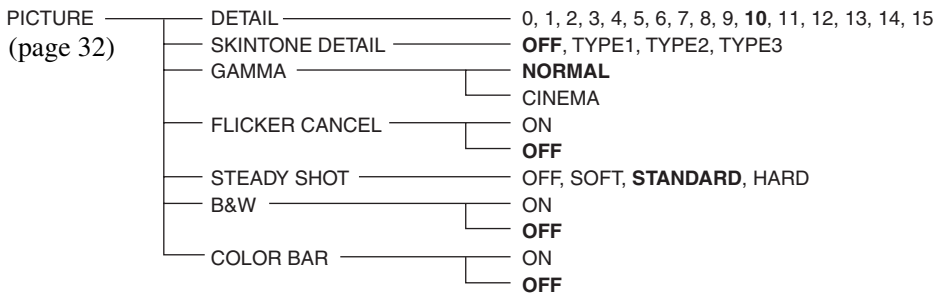 PICTURE DETAIL 0, 1, 2, 3, 4, 5, 6, 7, 8, 9, 10, 11, 12, 13, 14, 15
(page 32) SKINTONE DETAIL OFF, TYPE1, TYPE2, TYPE3
GAMMA NORMAL
CINEMA
FLICKER CANCEL ON
OFF
STEADY SHOT OFF, SOFT, STANDARD, HARD
B&W ON
OFF
COLOR BAR ON
OFF